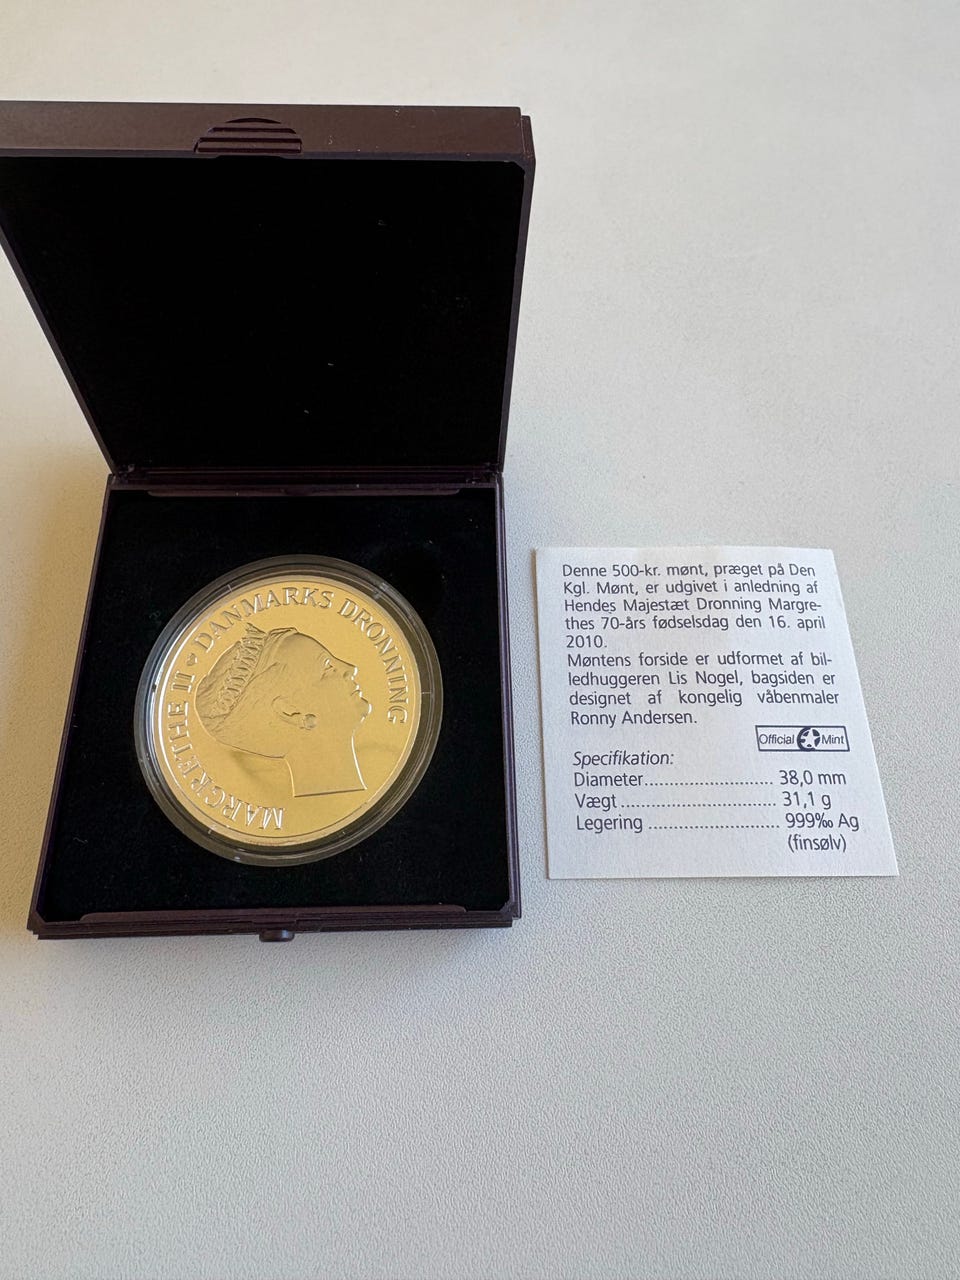 MARGRETHE II ♥ DANMARKS DRONNING
Denne 500-kr. mønt, præget på Den
Kgl. Mønt, er udgivet i anledning af
Hendes Majestæt Dronning Margre-
thes 70-års fødselsdag den 16. april
2010.
Møntens forside er udformet af bil-
ledhuggeren Lis Nogel, bagsiden er
designet af kongelig våbenmaler
Ronny Andersen.
Official Mint
Specifikation:
Diameter............................ 38,0 mm
Vægt.................................. 31,1 g
Legering ............................ 999‰ Ag
(finsølv)